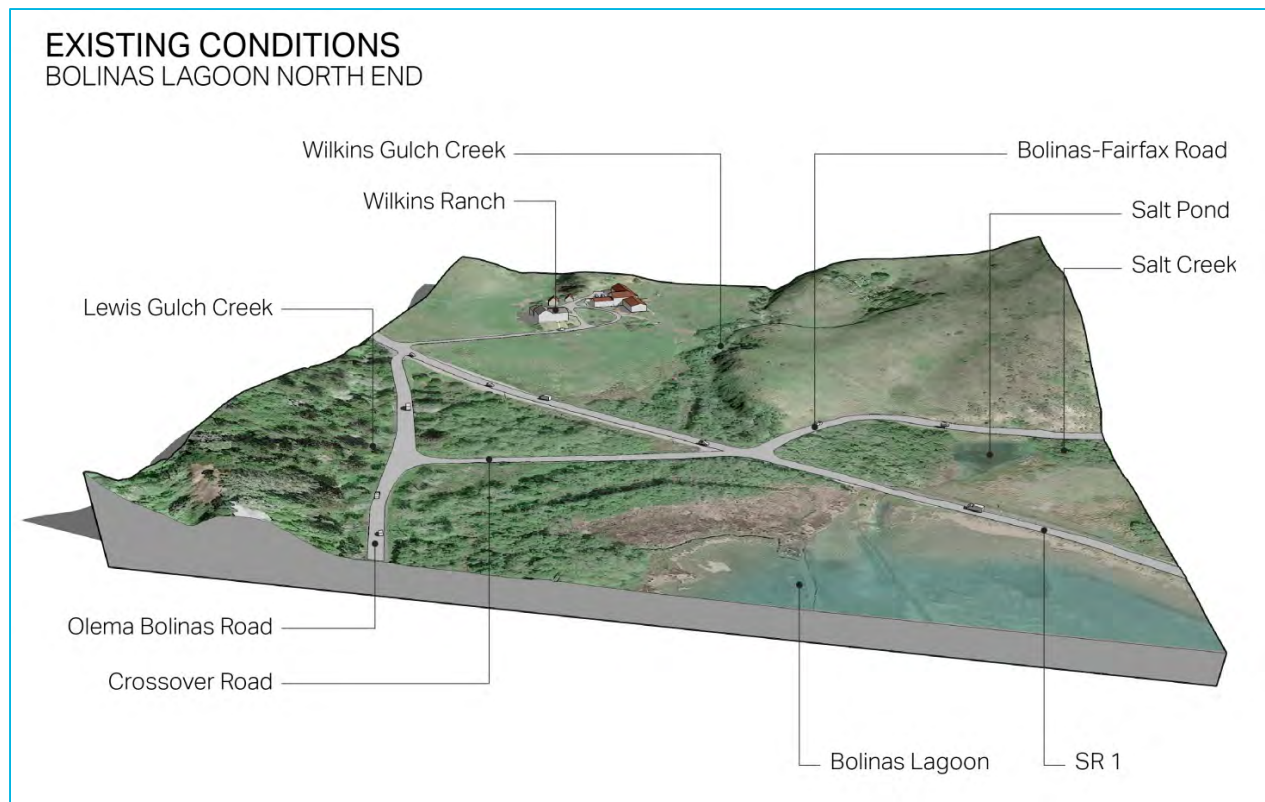 EXISTING CONDITIONS
BOLINAS LAGOON NORTH END
Wilkins Gulch Creek
Bolinas-Fairfax Road
Wilkins Ranch
Salt Pond
Salt Creek
Lewis Gulch Creek
Olema Bolinas Road
Crossover Road
Bolinas Lagoon
SR 1